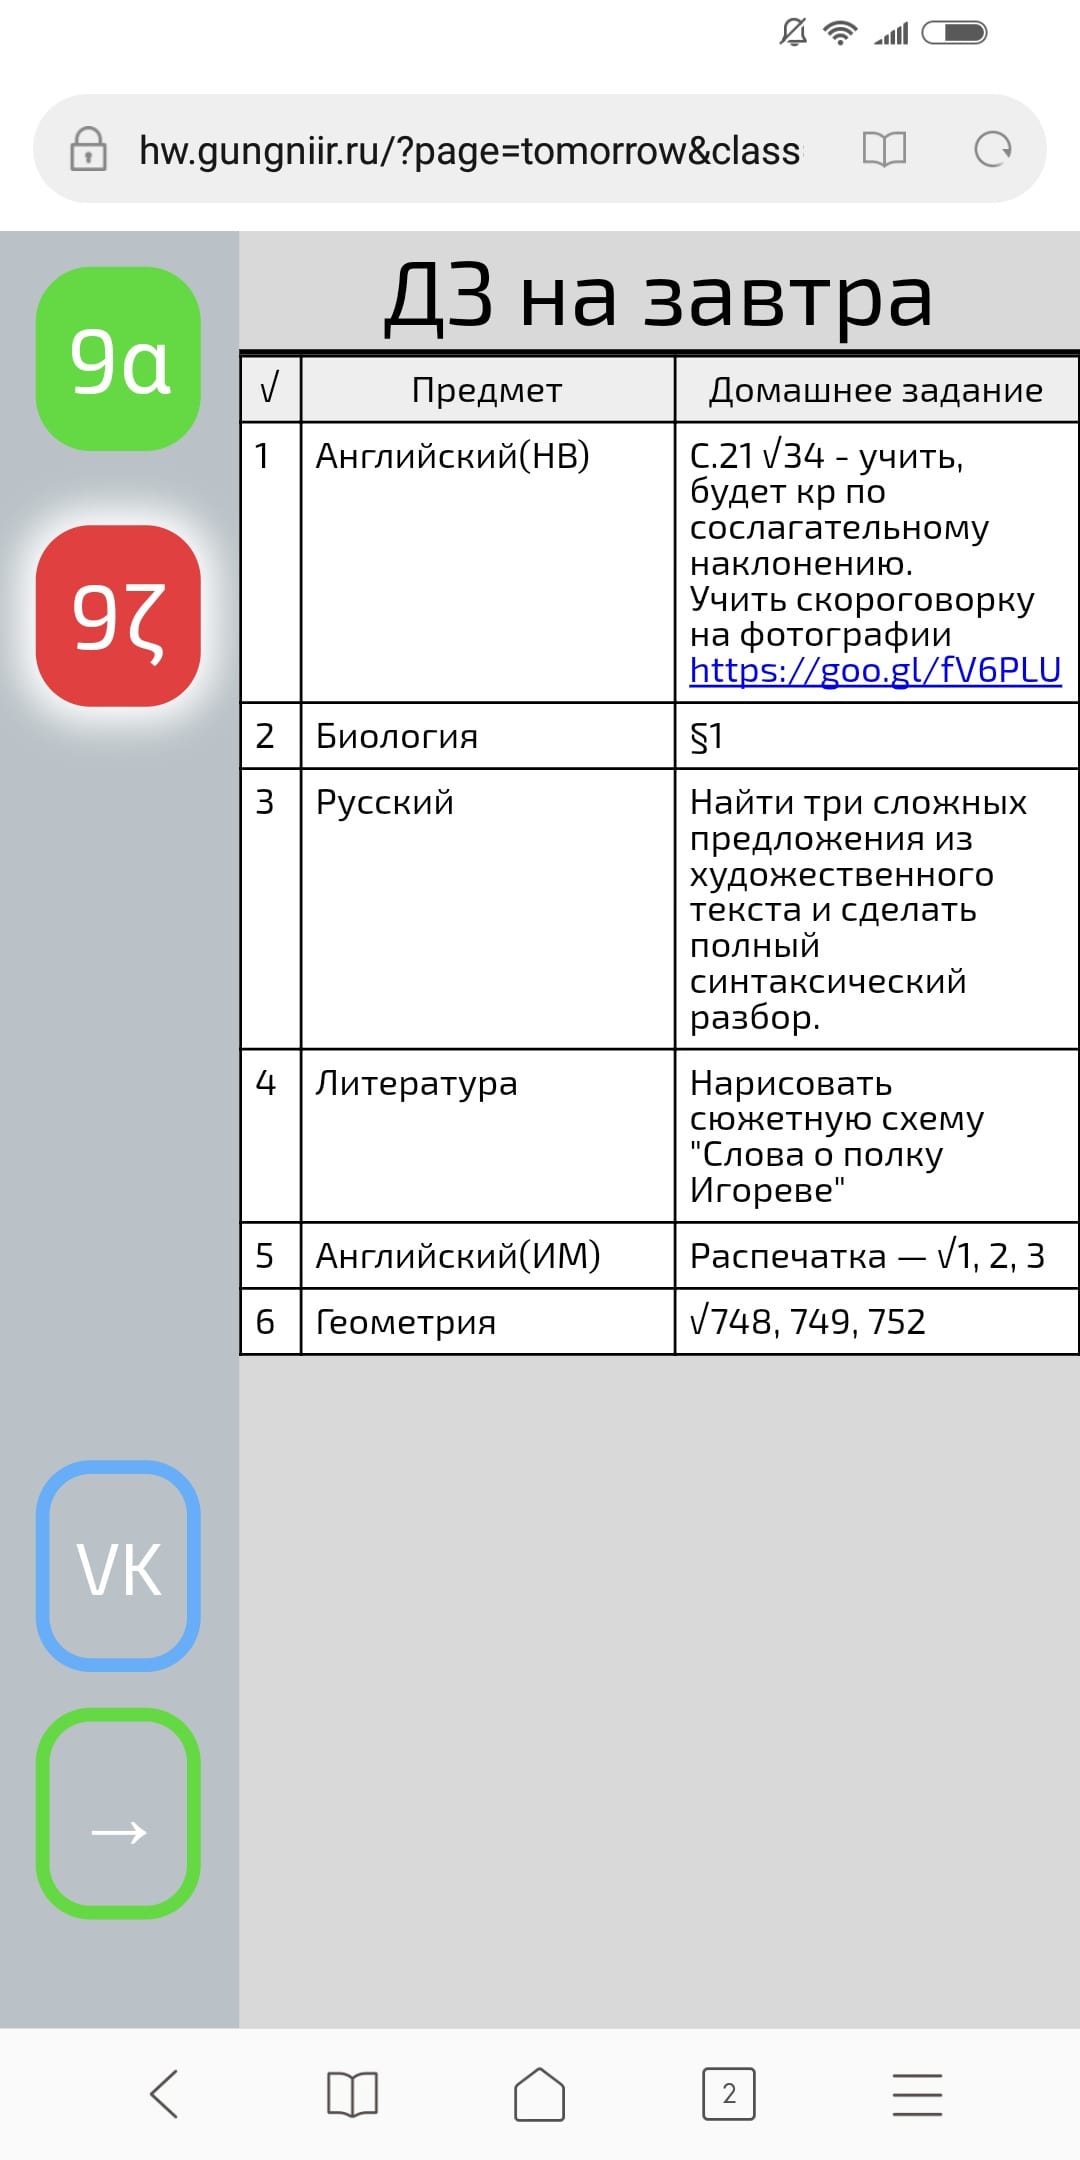 hw.gungniir.ru/?page=tomorrow&class
9α
9ζ
ДЗ на завтра
√ Предмет Домашнее задание
1 Английский(НВ) С.21 √34 - учить,
будет кр по
сослагательному
наклонению.
Учить скороговорку
на фотографии
https://goo.gl/fV6PLU
2 Биология §1
3 Русский Найти три сложных
предложения из
художественного
текста и сделать
полный
синтаксический
разбор.
4 Литература Нарисовать
сюжетную схему
"Слова о полку
Игореве"
5 Английский(ИМ) Распечатка — √1, 2, 3
6 Геометрия √748, 749, 752
VK
→
2